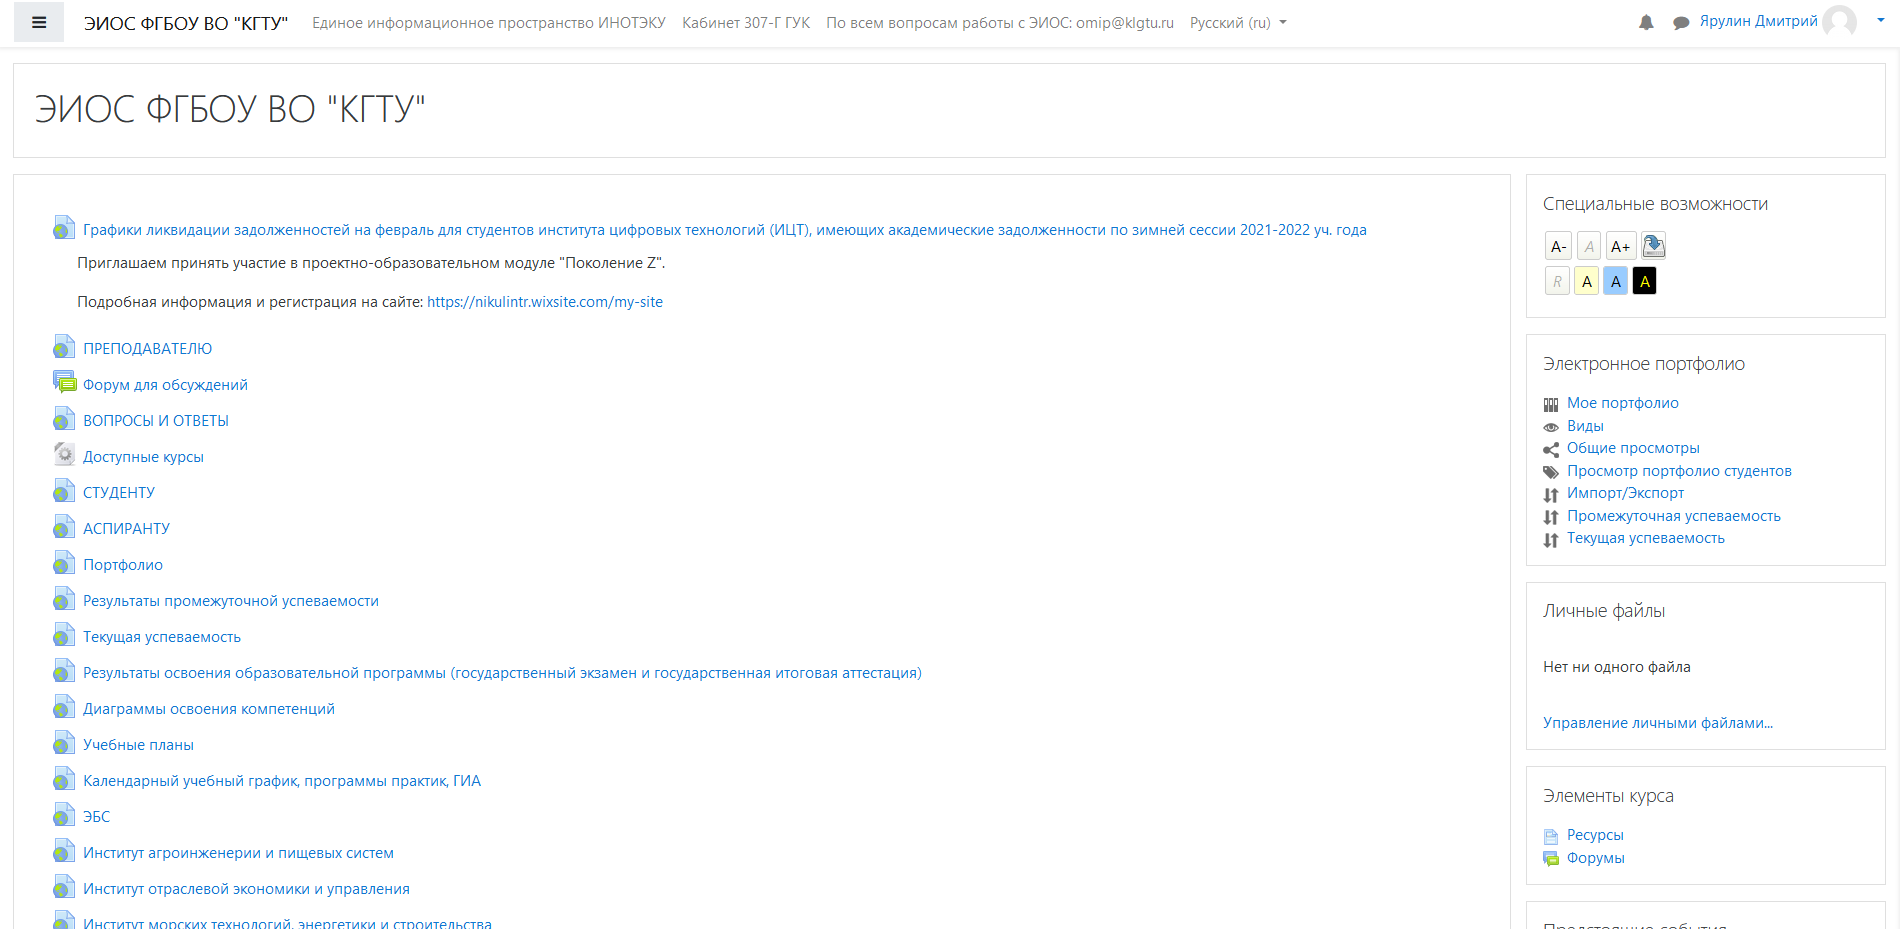 ЭИОС ФГБОУ ВО "КГТУ" Единое информационное пространство ИНОТЭКУ Кабинет 307-Г ГУК По всем вопросам работы с ЭИОС: omip@klgtu.ru Русский (ru) Ярулин Дмитрий
ЭИОС ФГБОУ ВО "КГТУ"
Графики ликвидации задолженностей на февраль для студентов института цифровых технологий (ИЦТ), имеющих академические задолженности по зимней сессии 2021-2022 уч. года
Приглашаем принять участие в проектно-образовательном модуле "Поколение Z".
Подробная информация и регистрация на сайте: https://nikulintr.wixsite.com/my-site
ПРЕПОДАВАТЕЛЮ
Форум для обсуждений
ВОПРОСЫ И ОТВЕТЫ
Доступные курсы
СТУДЕНТУ
АСПИРАНТУ
Портфолио
Результаты промежуточной успеваемости
Текущая успеваемость
Результаты освоения образовательной программы (государственный экзамен и государственная итоговая аттестация)
Диаграммы освоения компетенций
Учебные планы
Календарный учебный график, программы практик, ГИА
ЭБС
Институт агроинженерии и пищевых систем
Институт отраслевой экономики и управления
Институт морских технологий, энергетики и строительства
Специальные возможности
A- A A+
R A A A
Электронное портфолио
Мое портфолио
Виды
Общие просмотры
Просмотр портфолио студентов
Импорт/Экспорт
Промежуточная успеваемость
Текущая успеваемость
Личные файлы
Нет ни одного файла
Управление личными файлами...
Элементы курса
Ресурсы
Форумы
Предстоящие события